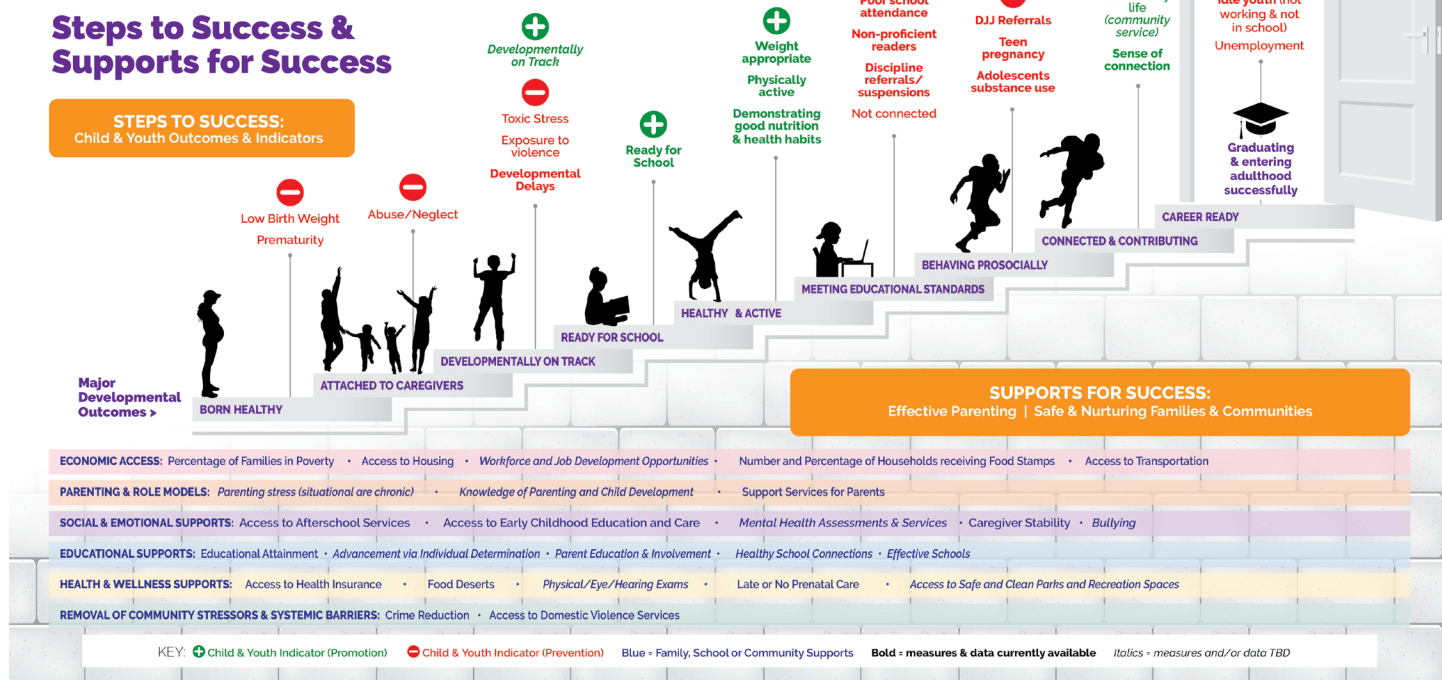 Steps to Success &
Supports for Success
STEPS TO SUCCESS:
Child & Youth Outcomes & Indicators
Low Birth Weight
Prematurity
Abuse/Neglect
Developmentally
on Track
Toxic Stress
Exposure to
violence
Developmental
Delays
Ready for
School
Weight
appropriate
Physically
active
Demonstrating
good nutrition
& health habits
Poor school
attendance
Non-proficient
readers
Discipline
referrals/
suspensions
Not connected
DJJ Referrals
Teen
pregnancy
Adolescents
substance use
life
(community
service)
Sense of
connection
Idle youth (not
working & not
in school)
Unemployment
Graduating
& entering
adulthood
successfully
CAREER READY
CONNECTED & CONTRIBUTING
BEHAVING PROSOCIALLY
MEETING EDUCATIONAL STANDARDS
HEALTHY & ACTIVE
READY FOR SCHOOL
DEVELOPMENTALLY ON TRACK
ATTACHED TO CAREGIVERS
BORN HEALTHY
Major
Developmental
Outcomes >
SUPPORTS FOR SUCCESS:
Effective Parenting | Safe & Nurturing Families & Communities
ECONOMIC ACCESS: Percentage of Families in Poverty • Access to Housing • Workforce and Job Development Opportunities • Number and Percentage of Households receiving Food Stamps • Access to Transportation
PARENTING & ROLE MODELS: Parenting stress (situational are chronic) • Knowledge of Parenting and Child Development • Support Services for Parents
SOCIAL & EMOTIONAL SUPPORTS: Access to Afterschool Services • Access to Early Childhood Education and Care • Mental Health Assessments & Services • Caregiver Stability • Bullying
EDUCATIONAL SUPPORTS: Educational Attainment • Advancement via Individual Determination • Parent Education & Involvement • Healthy School Connections • Effective Schools
HEALTH & WELLNESS SUPPORTS: Access to Health Insurance • Food Deserts • Physical/Eye/Hearing Exams • Late or No Prenatal Care • Access to Safe and Clean Parks and Recreation Spaces
REMOVAL OF COMMUNITY STRESSORS & SYSTEMIC BARRIERS: Crime Reduction • Access to Domestic Violence Services
KEY: Child & Youth Indicator (Promotion) Child & Youth Indicator (Prevention) Blue = Family, School or Community Supports Bold = measures & data currently available Italics = measures and/or data TBD